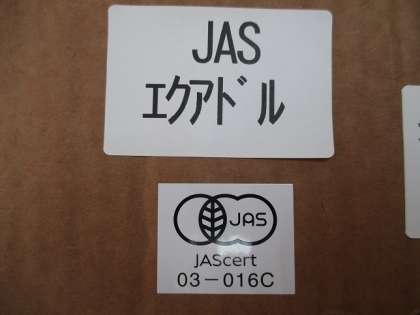 JAS
ｴｸｱﾄﾞﾙ
JAS
JAScert
03－016C